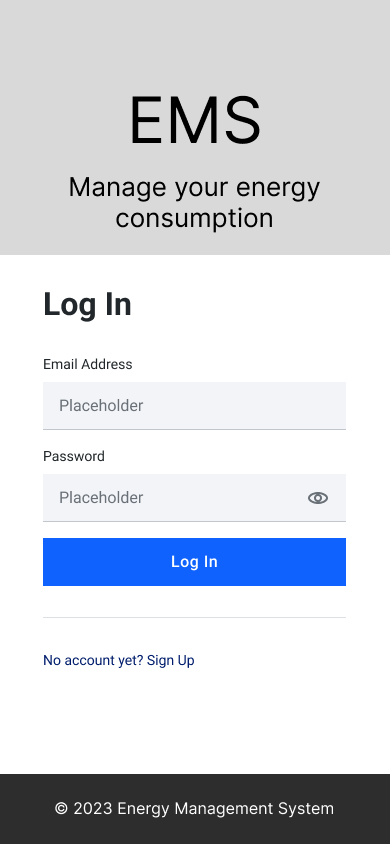 EMS
Manage your energy
consumption
Log In
Email Address
Placeholder
Password
Placeholder
Log In
No account yet? Sign Up
© 2023 Energy Management System